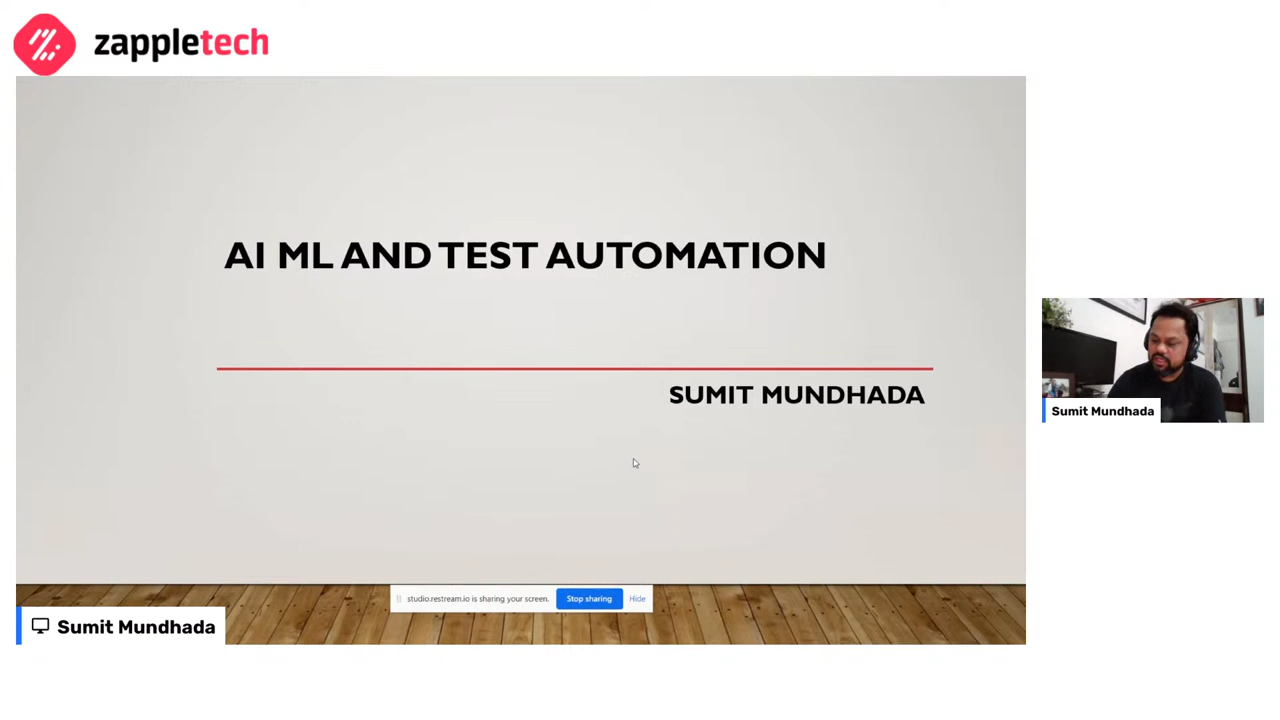 zappletech
AI ML AND TEST AUTOMATION
SUMIT MUNDHADA
Sumit Mundhada
studio.restream.io is sharing your screen. Stop sharing Hide
Sumit Mundhada